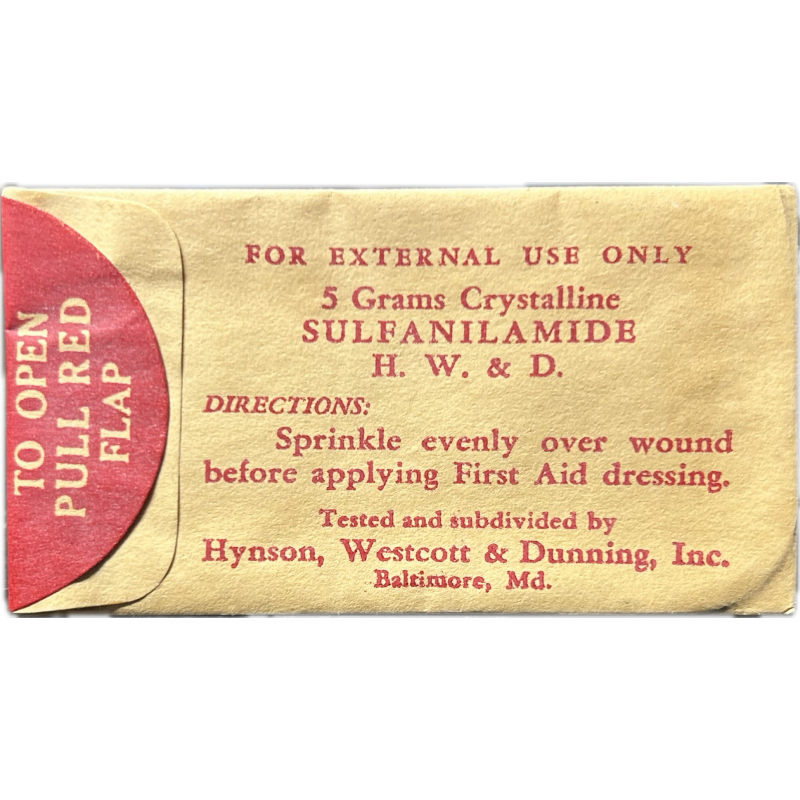 TO OPEN
PULL RED
FLAP
FOR EXTERNAL USE ONLY
5 Grams Crystalline
SULFANILAMIDE
H. W. & D.
DIRECTIONS:
Sprinkle evenly over wound
before applying First Aid dressing.
Tested and subdivided by
Hynson, Westcott & Dunning, Inc.
Baltimore, Md.